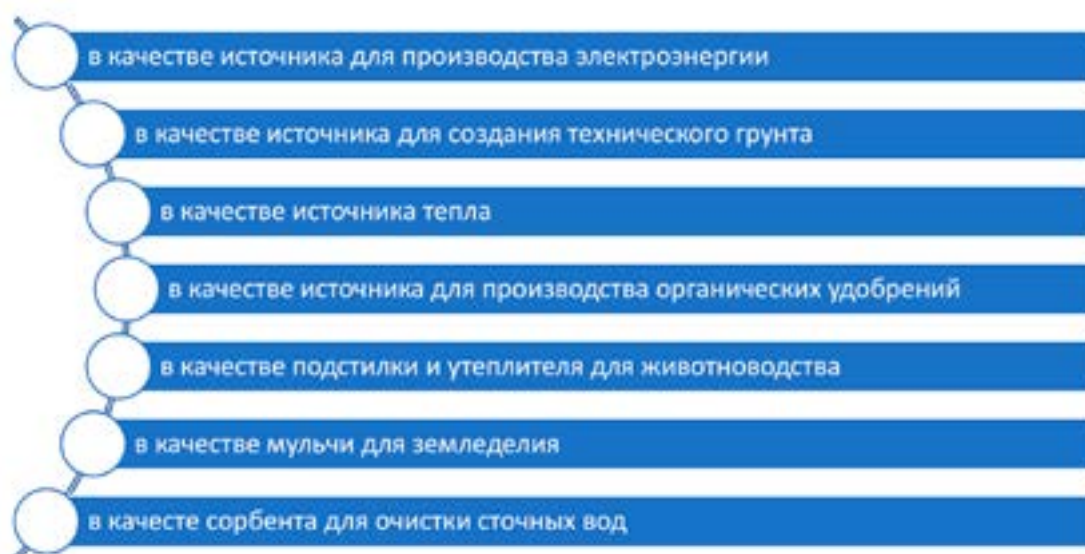 в качестве источника для производства электроэнергии
в качестве источника для создания технического грунта
в качестве источника тепла
в качестве источника для производства органических удобрений
в качестве подстилки и утеплителя для животноводства
в качестве мульчи для земледелия
в качесте сорбента для очистки сточных вод